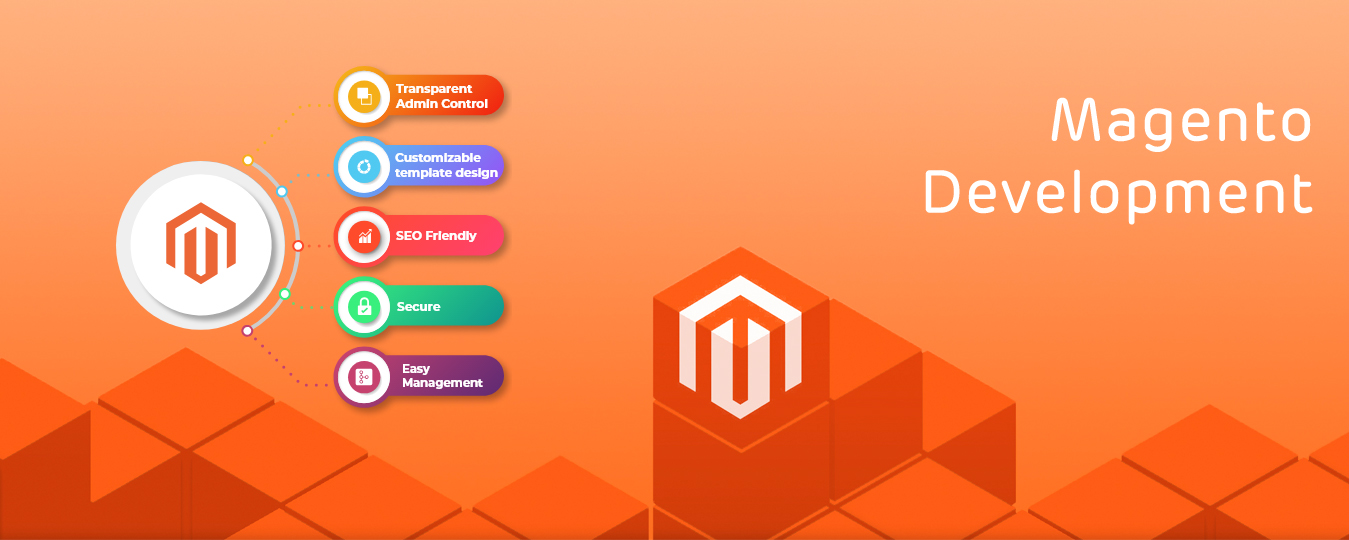 Transparent
Admin Control
Customizable
template design
SEO Friendly
Secure
Easy
Management
Magento
Development